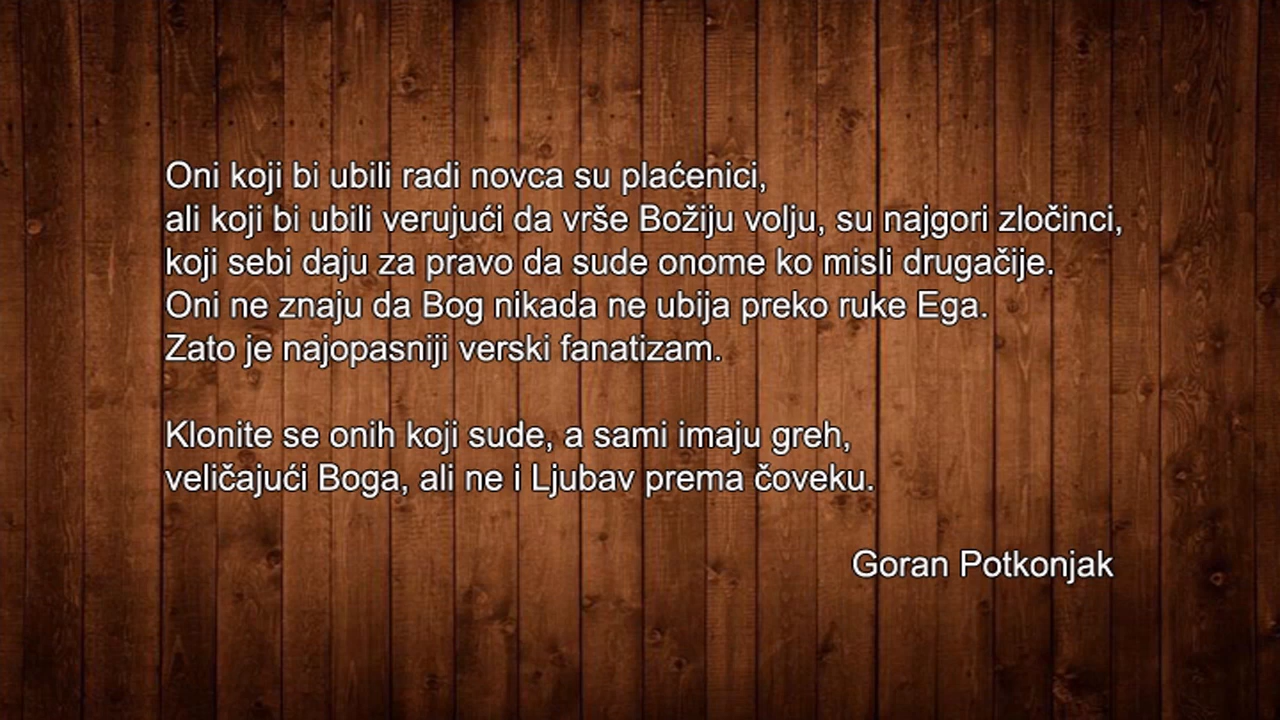 Oni koji bi ubili radi novca su plaćenici,
ali koji bi ubili verujući da vrše Božiju volju, su najgori zločinci,
koji sebi daju za pravo da sude onome ko misli drugačije.
Oni ne znaju da Bog nikada ne ubija preko ruke Ega.
Zato je najopasniji verski fanatizam.
Klonite se onih koji sude, a sami imaju greh,
veličajući Boga, ali ne i Ljubav prema čoveku.
Goran Potkonjak